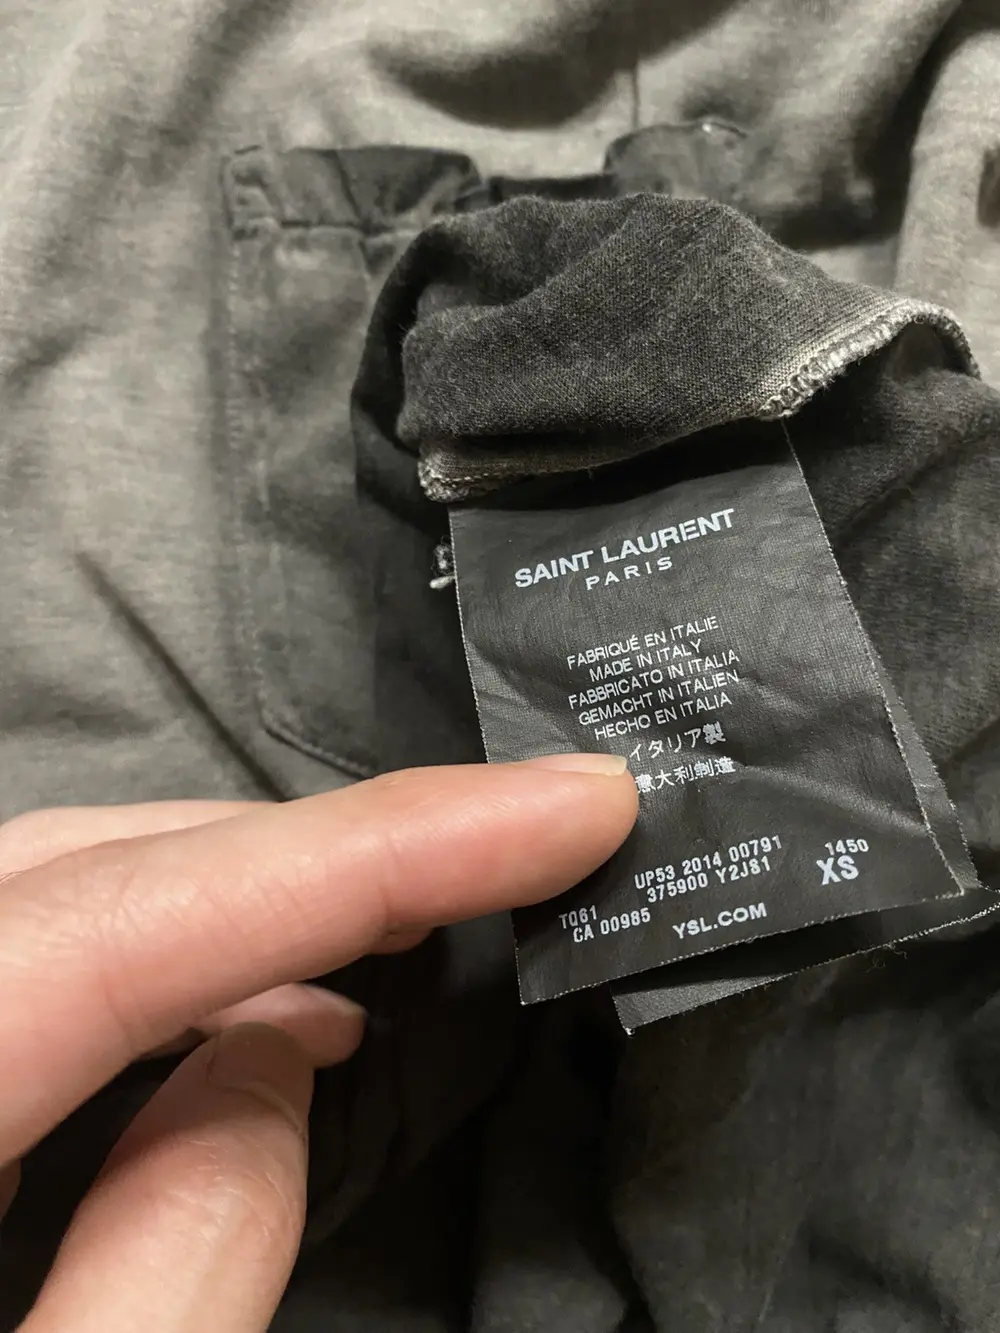 SAINT LAURENT
PARIS
FABRIQUÉ EN ITALIE
MADE IN ITALY
FABBRICATO IN ITALIA
GEMACHT IN ITALIEN
HECHO EN ITALIA
イタリア製
意大利制造
UP53 2014 00791 1450
375900 Y2J81 XS
TQ61
CA 00985 YSL.COM